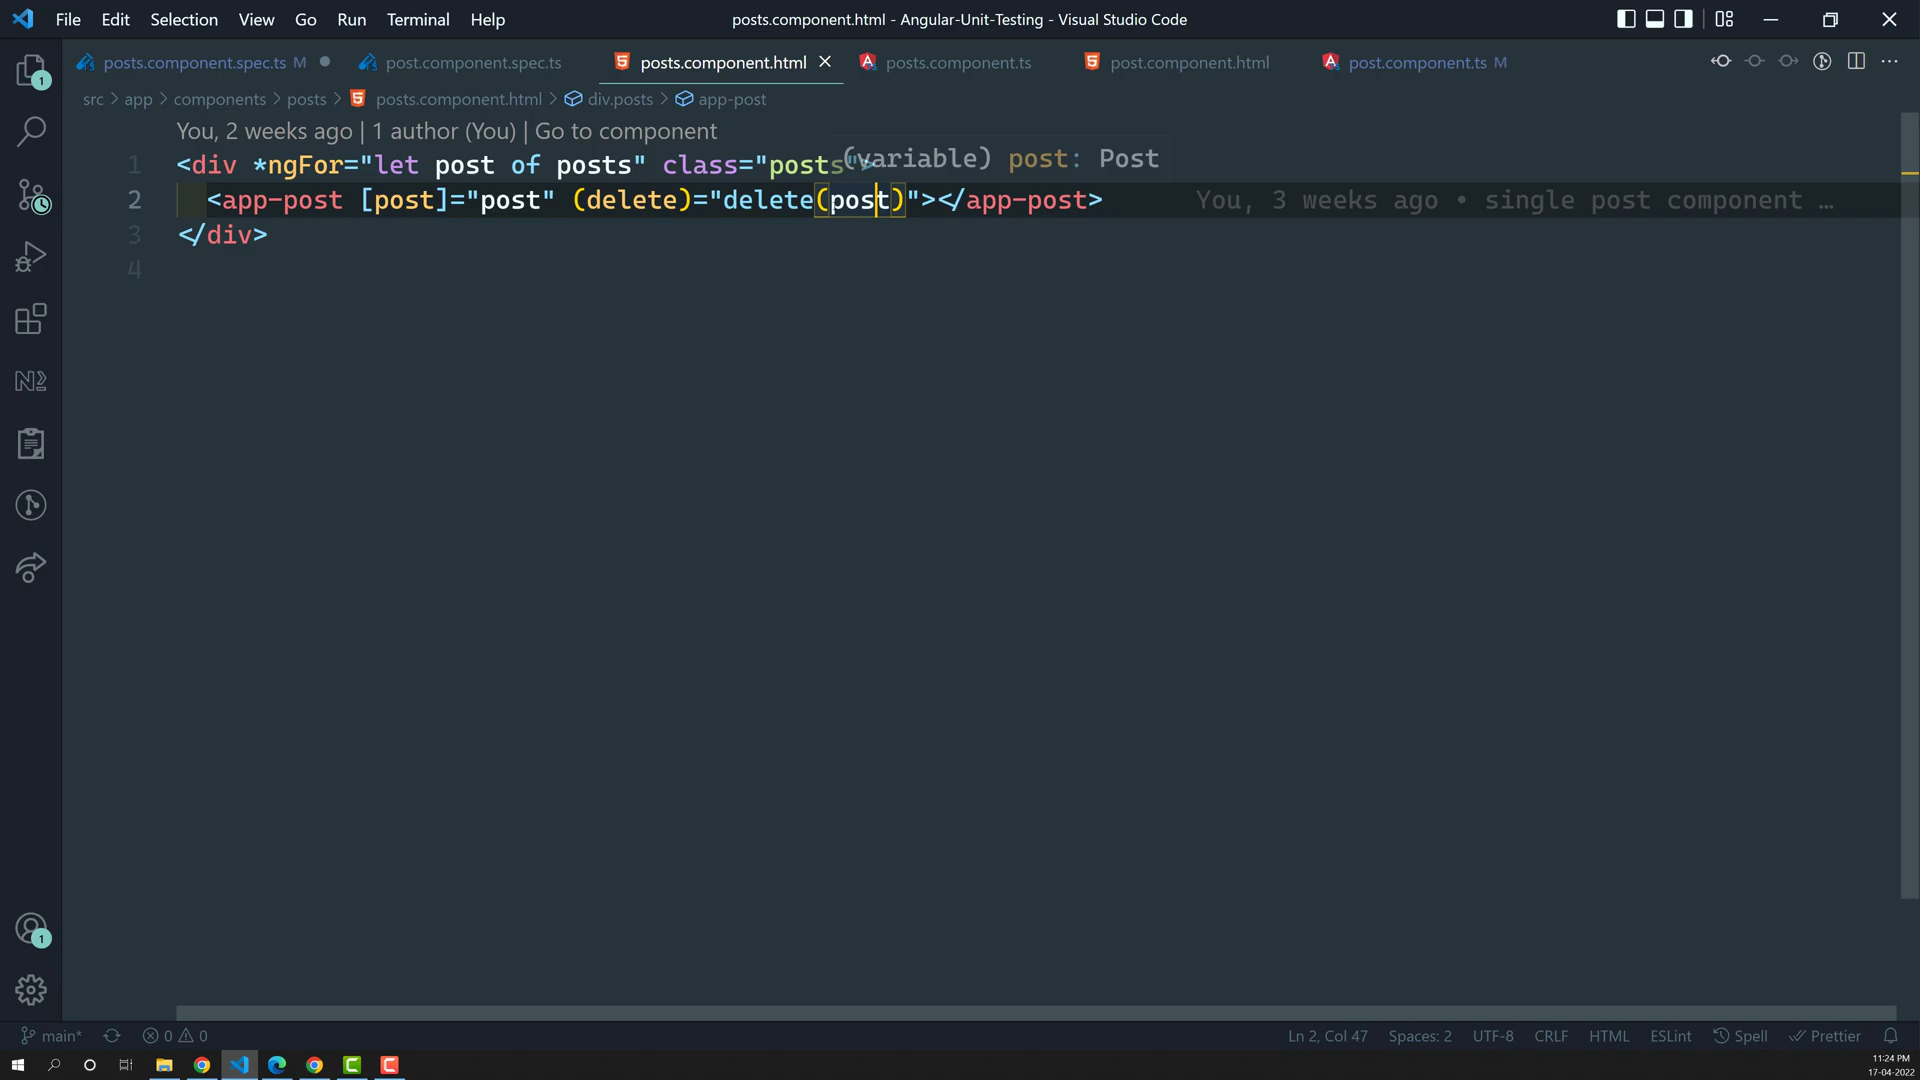 File Edit Selection View Go Run Terminal Help
posts.component.html - Angular-Unit-Testing - Visual Studio Code
posts.component.spec.ts M
post.component.spec.ts
posts.component.html
posts.component.ts
post.component.html
post.component.ts M
src > app > components > posts > posts.component.html > div.posts > app-post
You, 2 weeks ago | 1 author (You) | Go to component
(variable) post: Post
1 <div *ngFor="let post of posts" class="posts">
2 <app-post [post]="post" (delete)="delete(post)"></app-post> You, 3 weeks ago • single post component …
3 </div>
4
1
1
main* 0 0
Ln 2, Col 47 Spaces: 2 UTF-8 CRLF HTML ESLint Spell Prettier
11:24 PM
17-04-2022